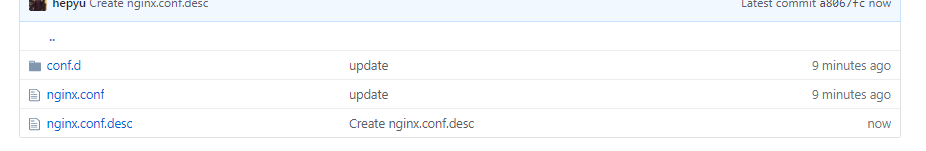 hepyu Create nginx.conf.desc Latest commit a8067fc now
..
conf.d update 9 minutes ago
nginx.conf update 9 minutes ago
nginx.conf.desc Create nginx.conf.desc now